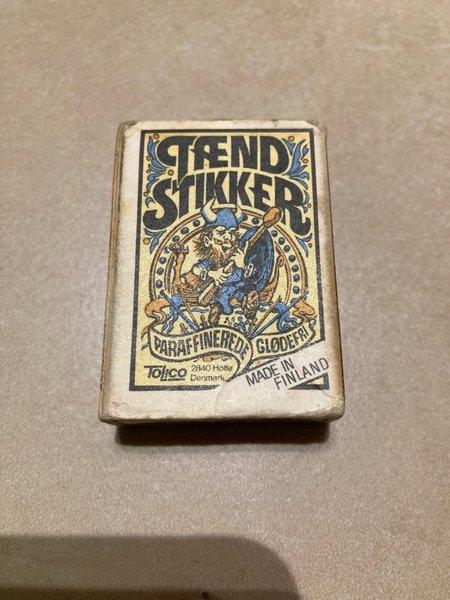 TÆND
STIKKER
PARAFFINEREDE GLØDEFRI
Tolico
2840 Holte
Denmark
MADE IN
FINLAND